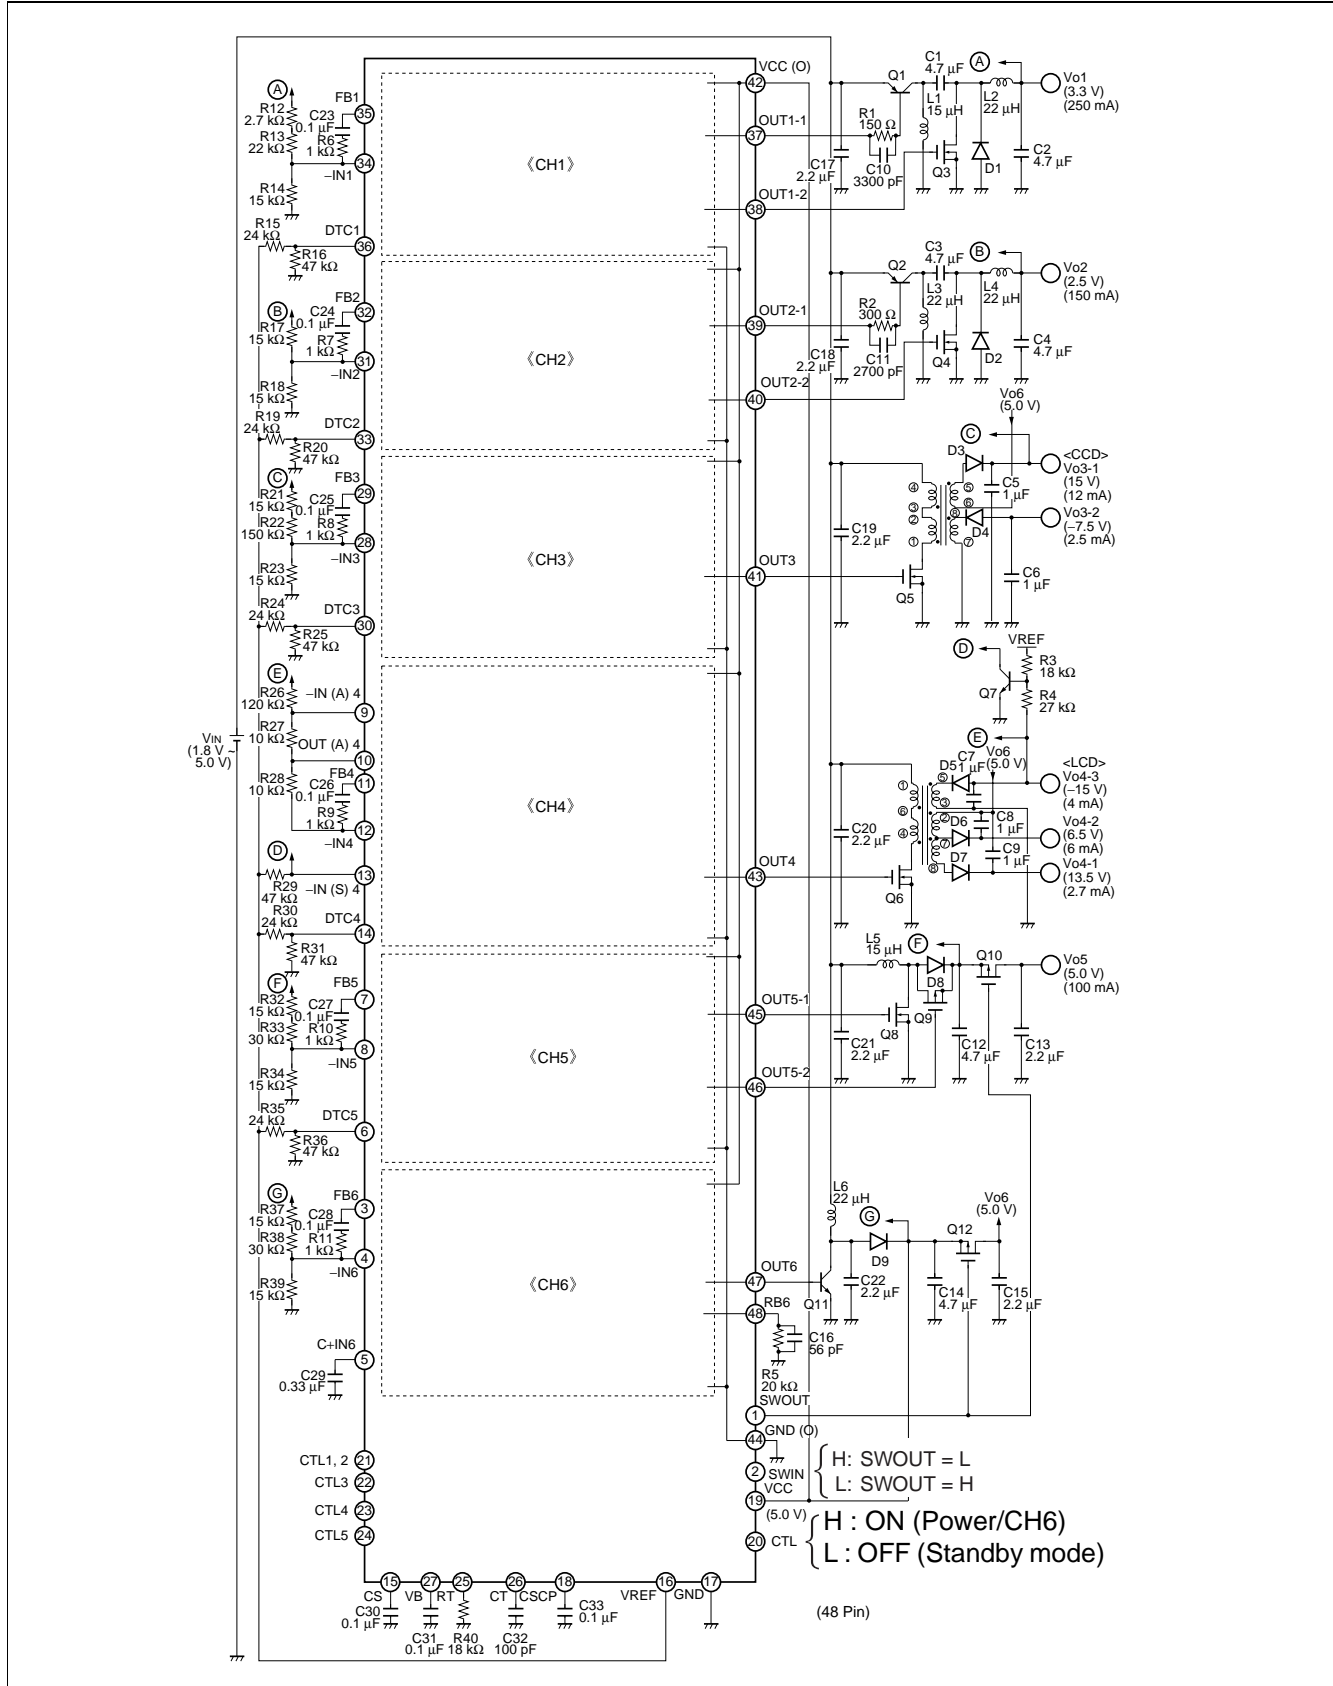 VCC (O)
42
A
R12
2.7 kΩ
R13
22 kΩ
C23
0.1 µF
R6
1 kΩ
FB1
35
34
–IN1
R14
15 kΩ
R15
24 kΩ
R16
47 kΩ
DTC1
36
《CH1》
OUT1-1
37
OUT1-2
38
Q1
C1
4.7 µF
A
L1
15 µH
L2
22 µH
Vo1
(3.3 V)
(250 mA)
R1
150 Ω
C10
3300 pF
C17
2.2 µF
Q3
D1
C2
4.7 µF
B
R17
15 kΩ
C24
0.1 µF
R7
1 kΩ
FB2
32
31
–IN2
R18
15 kΩ
R19
24 kΩ
R20
47 kΩ
DTC2
33
《CH2》
OUT2-1
39
OUT2-2
40
Q2
C3
4.7 µF
B
L3
22 µH
L4
22 µH
Vo2
(2.5 V)
(150 mA)
R2
300 Ω
C11
2700 pF
C18
2.2 µF
Q4
D2
C4
4.7 µF
C
R21
15 kΩ
R22
150 kΩ
C25
0.1 µF
R8
1 kΩ
FB3
29
28
–IN3
R23
15 kΩ
R24
24 kΩ
R25
47 kΩ
DTC3
30
《CH3》
OUT3
41
Vo6
(5.0 V)
C
D3
<CCD>
Vo3-1
(15 V)
(12 mA)
C5
1 µF
Vo3-2
(–7.5 V)
(2.5 mA)
D4
④
③
②
①
⑤
⑥
⑧
⑦
C19
2.2 µF
C6
1 µF
Q5
E
R26
120 kΩ
–IN (A) 4
9
R27
10 kΩ
OUT (A) 4
10
R28
10 kΩ
FB4
11
C26
0.1 µF
R9
1 kΩ
12
–IN4
D
13
R29
47 kΩ
–IN (S) 4
R30
24 kΩ
DTC4
14
R31
47 kΩ
《CH4》
OUT4
43
D
VREF
R3
18 kΩ
Q7
R4
27 kΩ
E
Vo6
(5.0 V)
C7
1 µF
D5
<LCD>
Vo4-3
(–15 V)
(4 mA)
①
⑥
④
⑤
③
②
⑦
⑧
D6
C8
1 µF
Vo4-2
(6.5 V)
(6 mA)
D7
C9
1 µF
Vo4-1
(13.5 V)
(2.7 mA)
C20
2.2 µF
Q6
VIN
(1.8 V ~
5.0 V)
F
R32
15 kΩ
R33
30 kΩ
C27
0.1 µF
R10
1 kΩ
FB5
7
8
–IN5
R34
15 kΩ
R35
24 kΩ
R36
47 kΩ
DTC5
6
《CH5》
OUT5-1
45
OUT5-2
46
L5
15 µH
F
D8
Q10
Vo5
(5.0 V)
(100 mA)
Q8
Q9
C21
2.2 µF
C12
4.7 µF
C13
2.2 µF
G
R37
15 kΩ
R38
30 kΩ
C28
0.1 µF
R11
1 kΩ
FB6
3
4
–IN6
R39
15 kΩ
《CH6》
OUT6
47
RB6
48
L6
22 µH
G
D9
Q12
Vo6
(5.0 V)
Q11
C22
2.2 µF
C14
4.7 µF
C15
2.2 µF
C16
56 pF
R5
20 kΩ
C+IN6
5
C29
0.33 µF
SWOUT
1
GND (O)
44
2
SWIN
H: SWOUT = L
L: SWOUT = H
VCC
19
(5.0 V)
20
CTL
H : ON (Power/CH6)
L : OFF (Standby mode)
CTL1, 2
21
CTL3
22
CTL4
23
CTL5
24
15
CS
27
VB
25
RT
26
CT
18
CSCP
16
VREF
17
GND
C30
0.1 µF
C31
0.1 µF
R40
18 kΩ
C32
100 pF
C33
0.1 µF
(48 Pin)